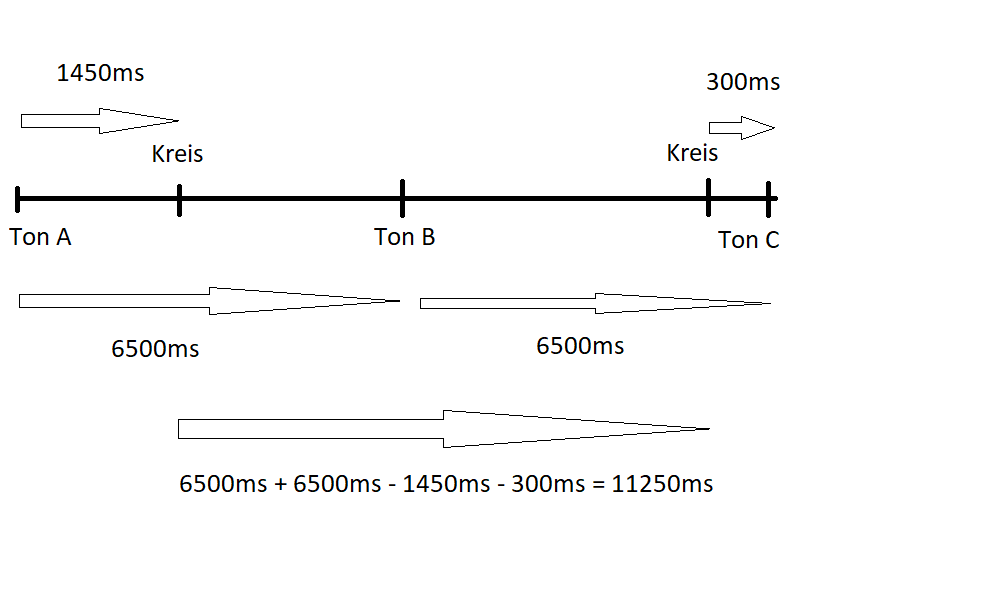 1450ms
300ms
Kreis
Kreis
Ton A
Ton B
Ton C
6500ms
6500ms
6500ms + 6500ms - 1450ms - 300ms = 11250ms